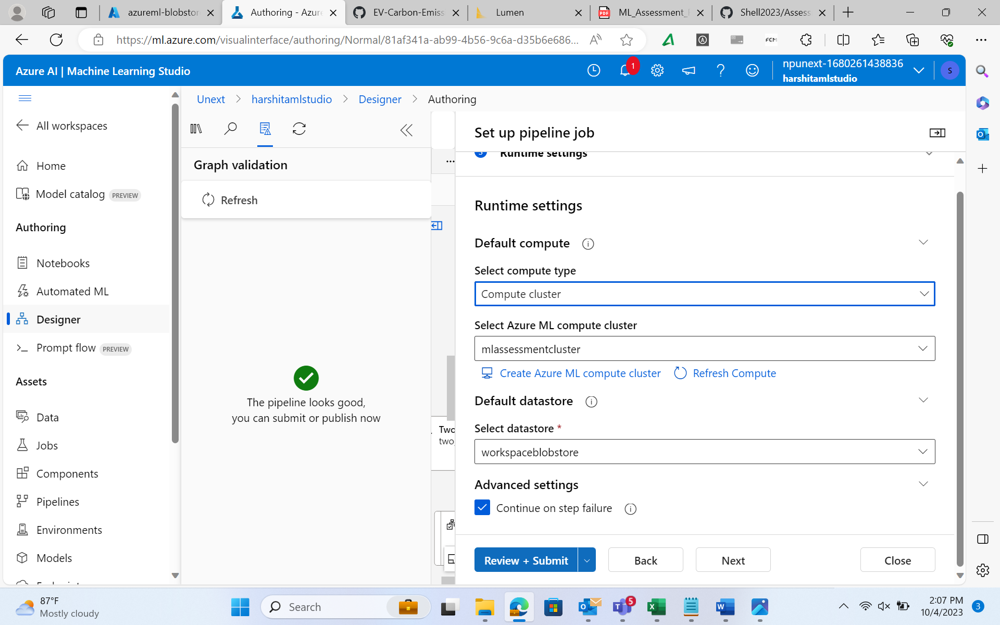 azureml-blobstor
Authoring - Azure
EV-Carbon-Emiss
Lumen
ML_Assessment_
Shell2023/Assess
https://ml.azure.com/visualinterface/authoring/Normal/81af341a-ab99-4b56-9c6a-d35b6e686...
FCM
Azure AI | Machine Learning Studio
1
npunext-1680261438836
harshitamlstudio
S
All workspaces
Home
Model catalog PREVIEW
Authoring
Notebooks
Automated ML
Designer
Prompt flow PREVIEW
Assets
Data
Jobs
Components
Pipelines
Environments
Models
Unext > harshitamlstudio > Designer > Authoring
Graph validation
Refresh
The pipeline looks good,
you can submit or publish now
Two
two_
Set up pipeline job
Runtime settings
Runtime settings
Default compute
Select compute type
Compute cluster
Select Azure ML compute cluster
mlassessmentcluster
Create Azure ML compute cluster Refresh Compute
Default datastore
Select datastore *
workspaceblobstore
Advanced settings
Continue on step failure
Review + Submit Back Next Close
87°F
Mostly cloudy
Search
5
2:07 PM
10/4/2023
3